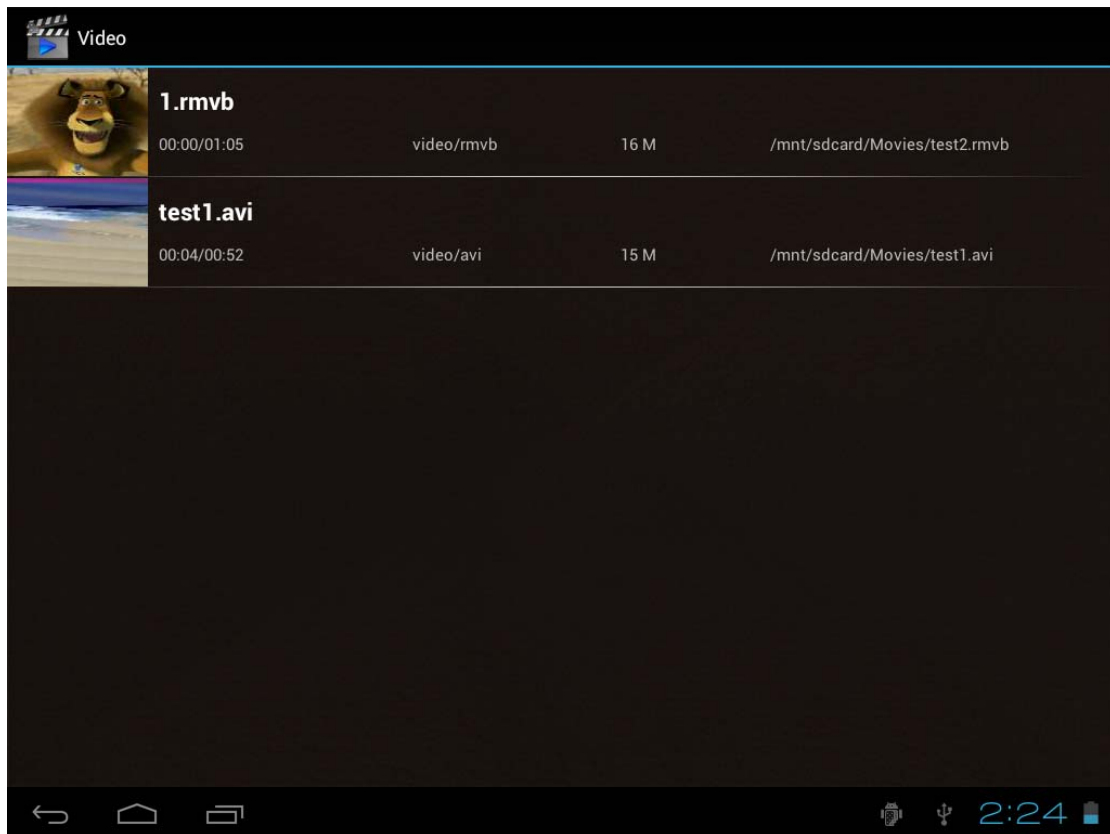 Video
1.rmvb
00:00/01:05 video/rmvb 16 M /mnt/sdcard/Movies/test2.rmvb
test1.avi
00:04/00:52 video/avi 15 M /mnt/sdcard/Movies/test1.avi
2:24